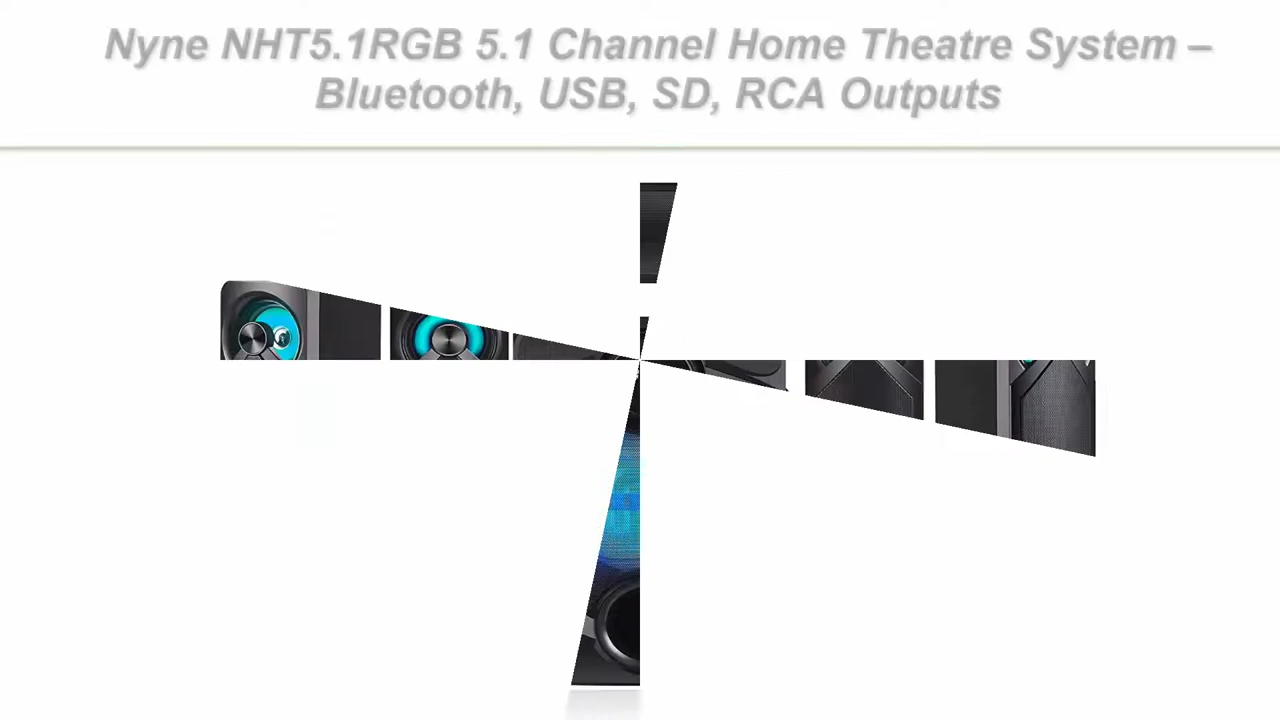 Nyne NHT5.1RGB 5.1 Channel Home Theatre System –
Bluetooth, USB, SD, RCA Outputs